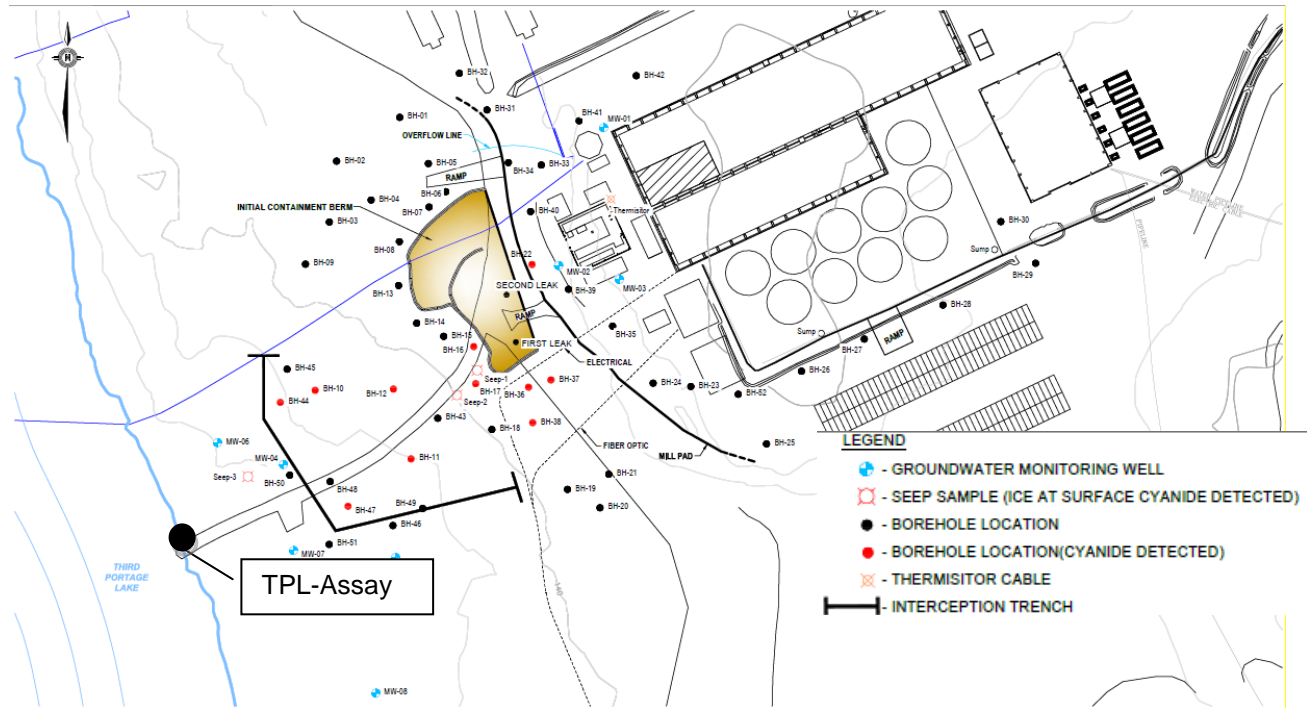 N
BH-32
BH-42
BH-31
BH-01
BH-41
MW-01
OVERFLOW LINE
BH-02
BH-05
BH-34
BH-33
RAMP
BH-06
BH-04
INITIAL CONTAINMENT BERM
BH-07
BH-40
Thermisitor
BH-03
BH-30
BH-08
BH-22
Sump
BH-09
MW-02
BH-29
MW-03
BH-13
SECOND LEAK
BH-39
BH-28
RAMP
BH-14
BH-35
Sump
BH-15
RAMP
BH-16
FIRST LEAK
BH-27
ELECTRICAL
BH-45
Seep-1
BH-26
BH-10
BH-12
BH-17
BH-36
BH-37
BH-24
BH-23
BH-52
BH-44
Seep-2
BH-43
BH-38
BH-18
MW-06
BH-25
FIBER OPTIC
MILL PAD
BH-11
MW-04
Seep-3
BH-50
BH-48
BH-21
BH-19
BH-47
BH-49
BH-20
BH-46
BH-51
MW-07
THIRD
PORTAGE
LAKE
TPL-Assay
140
MW-08
PIPELINE
LEGEND
- GROUNDWATER MONITORING WELL
- SEEP SAMPLE (ICE AT SURFACE CYANIDE DETECTED)
- BOREHOLE LOCATION
- BOREHOLE LOCATION(CYANIDE DETECTED)
- THERMISITOR CABLE
- INTERCEPTION TRENCH